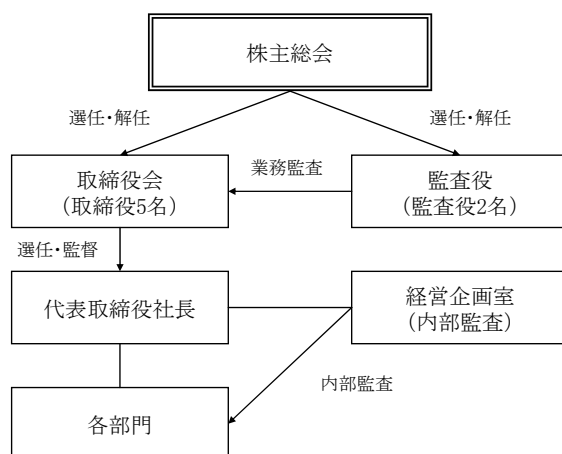 株主総会
選任・解任
選任・解任
取締役会
(取締役5名)
業務監査
監査役
(監査役2名)
選任・監督
代表取締役社長
経営企画室
(内部監査)
内部監査
各部門